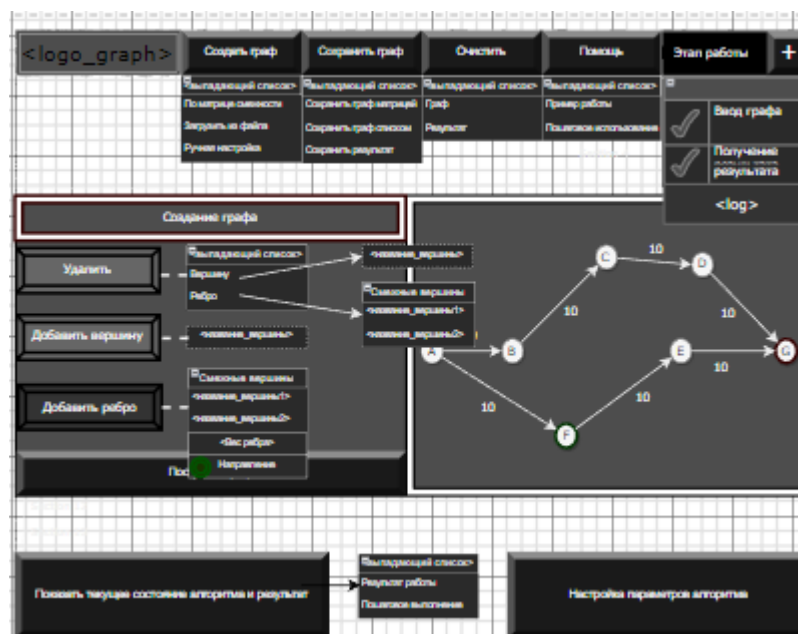 <logo_graph>
Создать граф
Сохранить граф
Очистить
Помощь
Этап работы
+
<выпадающий список>
По матрице смежности
Загрузить из файла
Ручная настройка
<выпадающий список>
Сохранить граф матрицей
Сохранить граф списком
Сохранить результат
<выпадающий список>
Граф
Результат
<выпадающий список>
Пример работы
Пошаговое использование
Ввод графа
Получение
результата
<log>
Создание графа
Удалить
<выпадающий список>
Вершину
Ребро
<название_вершины>
Смежные вершины
<название_вершины1>
<название_вершины2>
Добавить вершину
<название_вершины>
Добавить ребро
Смежные вершины
<название_вершины1>
<название_вершины2>
<Вес ребра>
Направление
Пос
A
B
C
D
E
F
G
10
10
10
10
10
10
Показать текущее состояние алгоритма и результат
<выпадающий список>
Результат работы
Пошаговое выполнение
Настройка параметров алгоритма